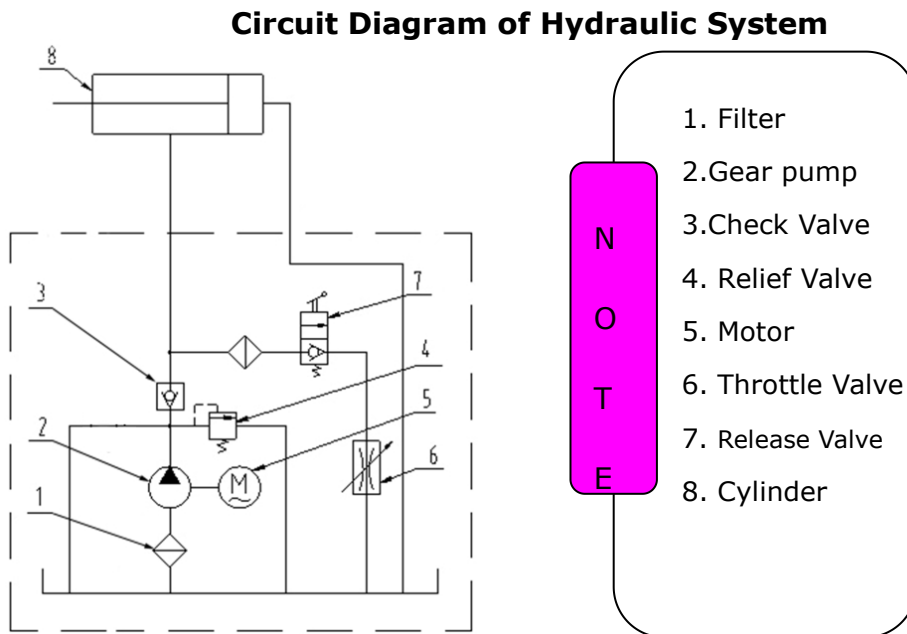 Circuit Diagram of Hydraulic System
8
3
7
4
5
2
6
1
M
N
O
T
E
1. Filter
2.Gear pump
3.Check Valve
4. Relief Valve
5. Motor
6. Throttle Valve
7. Release Valve
8. Cylinder